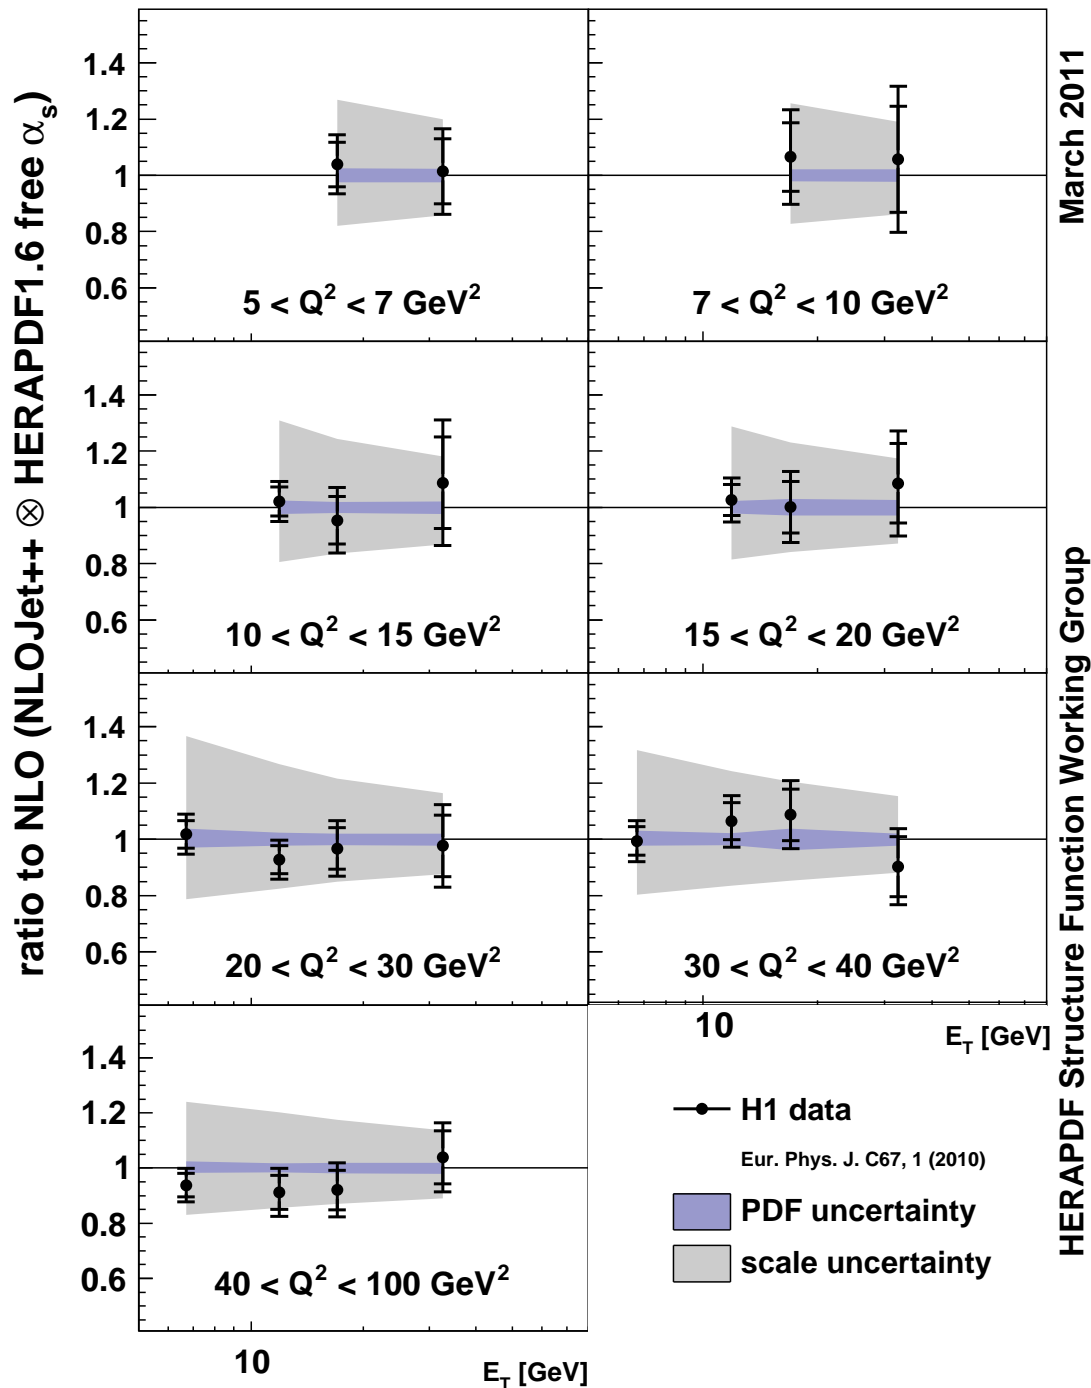 ratio to NLO (NLOJet++ ⊗ HERAPDF1.6 free αs)
1.4
1.2
1
0.8
0.6
5 < Q² < 7 GeV²
7 < Q² < 10 GeV²
1.4
1.2
1
0.8
0.6
10 < Q² < 15 GeV²
15 < Q² < 20 GeV²
1.4
1.2
1
0.8
0.6
20 < Q² < 30 GeV²
30 < Q² < 40 GeV²
10
E_T [GeV]
1.4
1.2
1
0.8
0.6
40 < Q² < 100 GeV²
10
E_T [GeV]
H1 data
Eur. Phys. J. C67, 1 (2010)
PDF uncertainty
scale uncertainty
March 2011
HERAPDF Structure Function Working Group